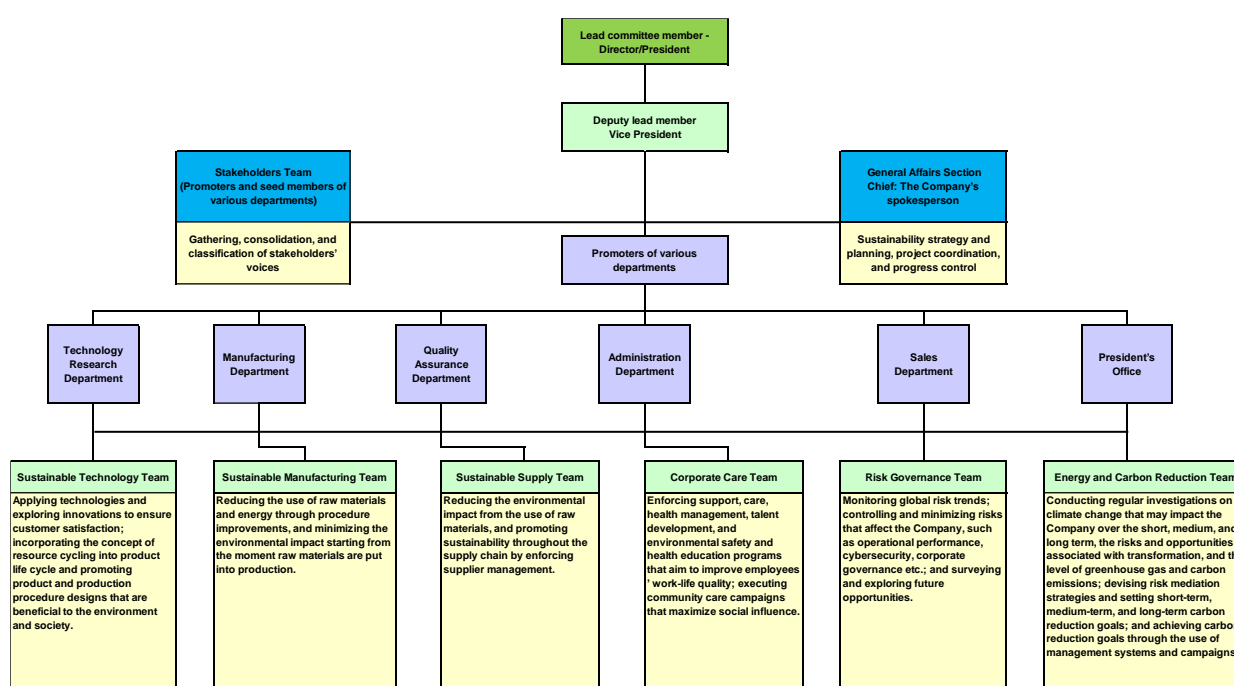 Lead committee member -
Director/President
Deputy lead member
Vice President
Stakeholders Team
(Promoters and seed members of
various departments)
Gathering, consolidation, and
classification of stakeholders'
voices
General Affairs Section
Chief: The Company's
spokesperson
Sustainability strategy and
planning, project coordination,
and progress control
Promoters of various
departments
Technology
Research
Department
Manufacturing
Department
Quality
Assurance
Department
Administration
Department
Sales
Department
President's
Office
Sustainable Technology Team
Applying technologies and
exploring innovations to ensure
customer satisfaction;
incorporating the concept of
resource cycling into product
life cycle and promoting
product and production
procedure designs that are
beneficial to the environment
and society.
Sustainable Manufacturing Team
Reducing the use of raw materials
and energy through procedure
improvements, and minimizing the
environmental impact starting from
the moment raw materials are put
into production.
Sustainable Supply Team
Reducing the environmental
impact from the use of raw
materials, and promoting
sustainability throughout the
supply chain by enforcing
supplier management.
Corporate Care Team
Enforcing support, care,
health management, talent
development, and
environmental safety and
health education programs
that aim to improve employees
' work-life quality; executing
community care campaigns
that maximize social influence.
Risk Governance Team
Monitoring global risk trends;
controlling and minimizing risks
that affect the Company, such
as operational performance,
cybersecurity, corporate
governance etc.; and surveying
and exploring future
opportunities.
Energy and Carbon Reduction Team
Conducting regular investigations on
climate change that may impact the
Company over the short, medium, and
long term, the risks and opportunities
associated with transformation, and the
level of greenhouse gas and carbon
emissions; devising risk mediation
strategies and setting short-term,
medium-term, and long-term carbon
reduction goals; and achieving carbon
reduction goals through the use of
management systems and campaigns